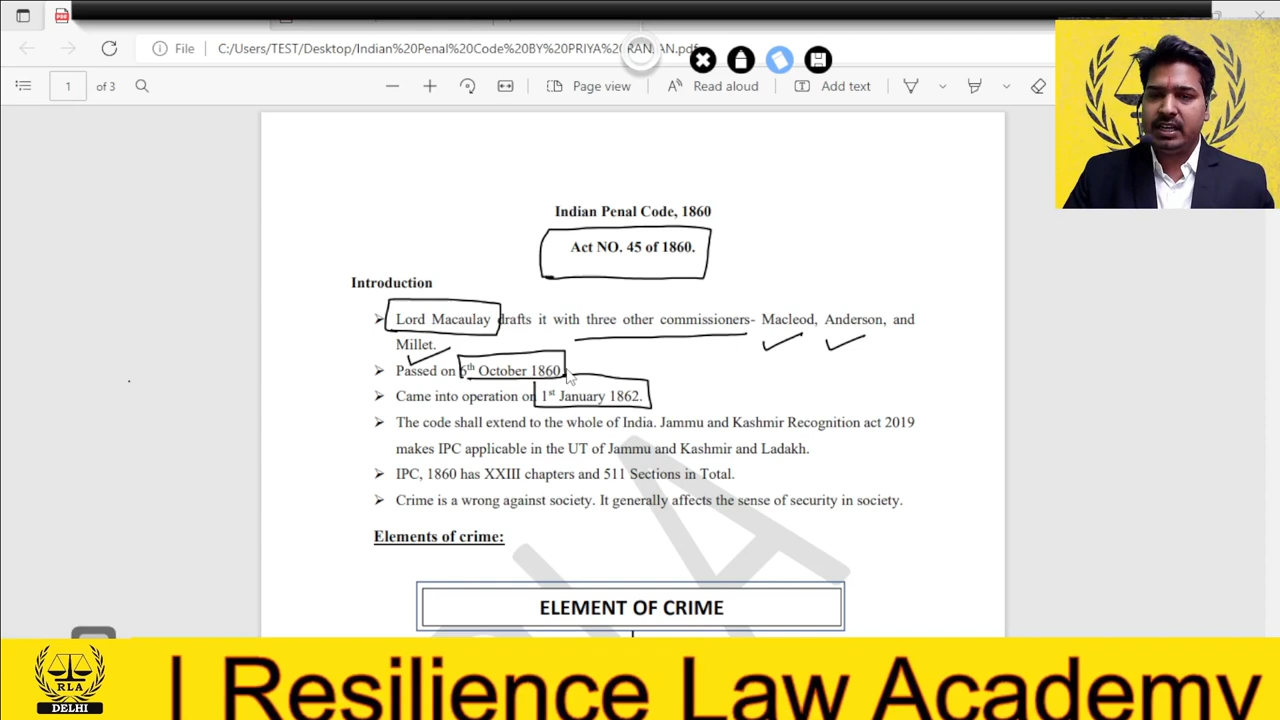 File C:/Users/TEST/Desktop/Indian%20Penal%20Code%20BY%20PRIYA%20RANJAN.pdf
1 of 3 Page view Read aloud Add text
Indian Penal Code, 1860
Act NO. 45 of 1860.
Introduction
➢ Lord Macaulay drafts it with three other commissioners- Macleod, Anderson, and
Millet.
➢ Passed on 6th October 1860.
➢ Came into operation on 1st January 1862.
➢ The code shall extend to the whole of India. Jammu and Kashmir Recognition act 2019
makes IPC applicable in the UT of Jammu and Kashmir and Ladakh.
➢ IPC, 1860 has XXIII chapters and 511 Sections in Total.
➢ Crime is a wrong against society. It generally affects the sense of security in society.
Elements of crime:
ELEMENT OF CRIME
RLA
DELHI
| Resilience Law Academy